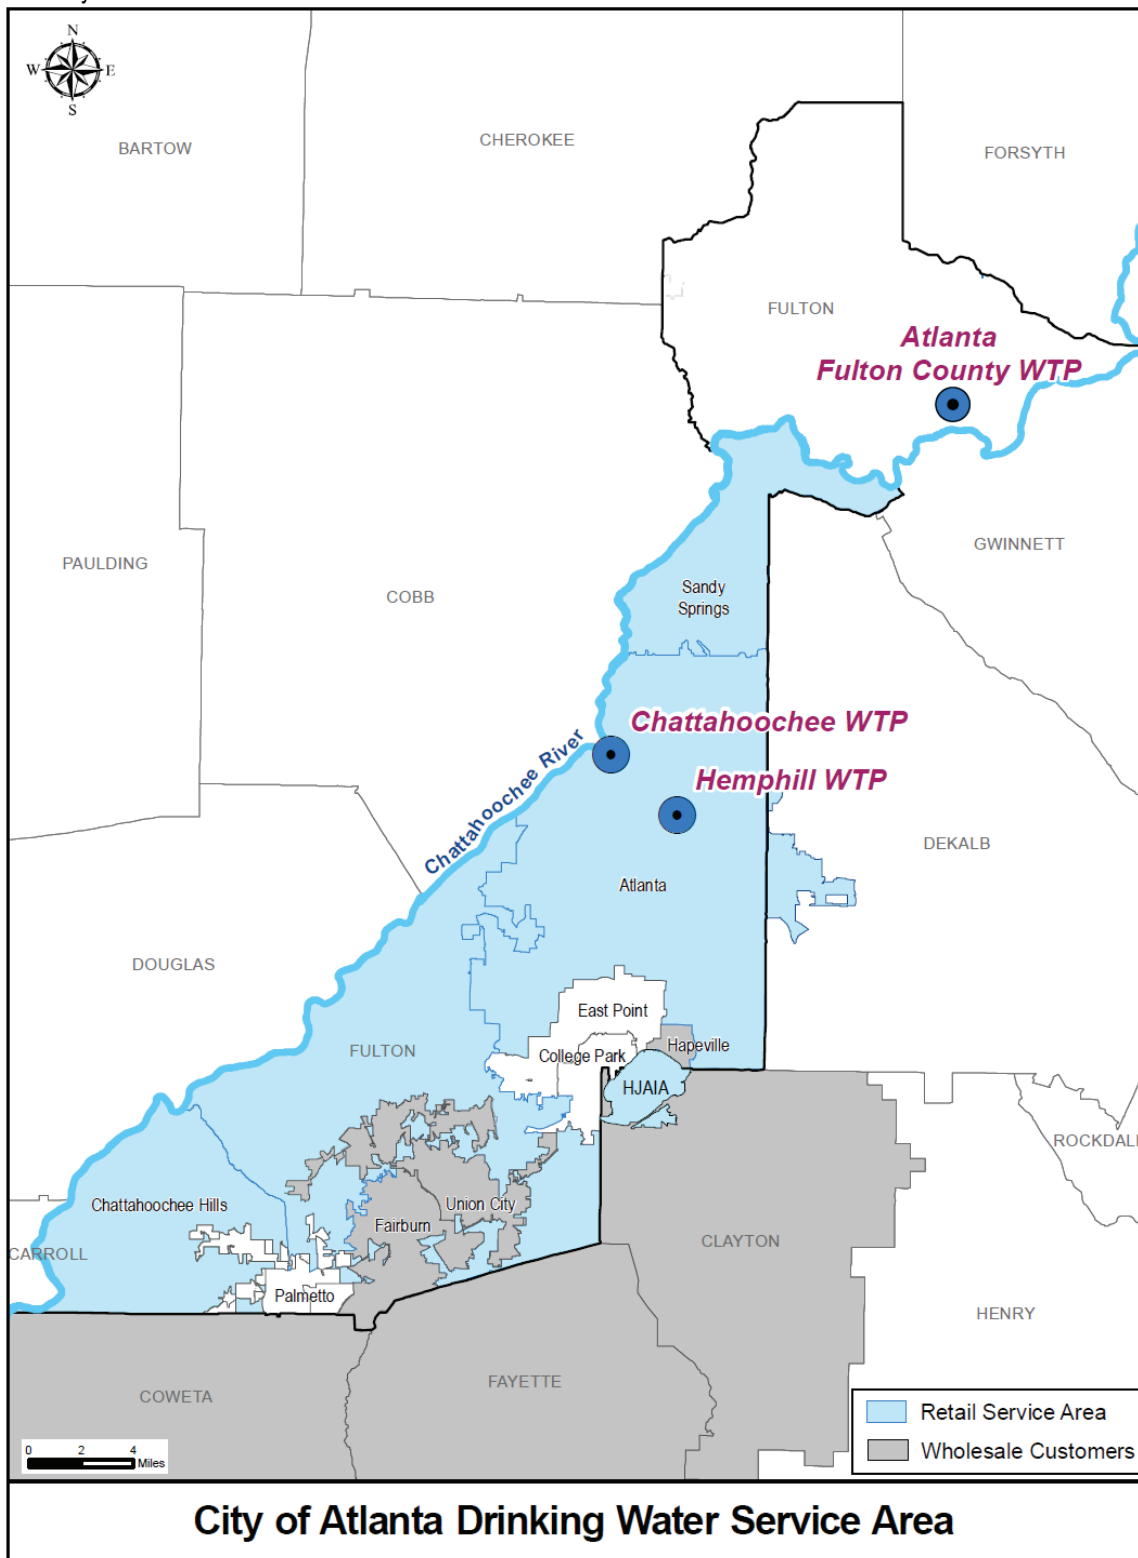 N
W
E
S
BARTOW
CHEROKEE
FORSYTH
FULTON
Atlanta
Fulton County WTP
PAULDING
COBB
GWINNETT
Sandy
Springs
Chattahoochee WTP
Chattahoochee River
Hemphill WTP
DEKALB
Atlanta
DOUGLAS
East Point
Hapeville
College Park
FULTON
HJAIA
ROCKDAL
Chattahoochee Hills
Union City
Fairburn
CLAYTON
CARROLL
Palmetto
HENRY
FAYETTE
COWETA
Retail Service Area
Wholesale Customers
0 2 4
Miles
City of Atlanta Drinking Water Service Area